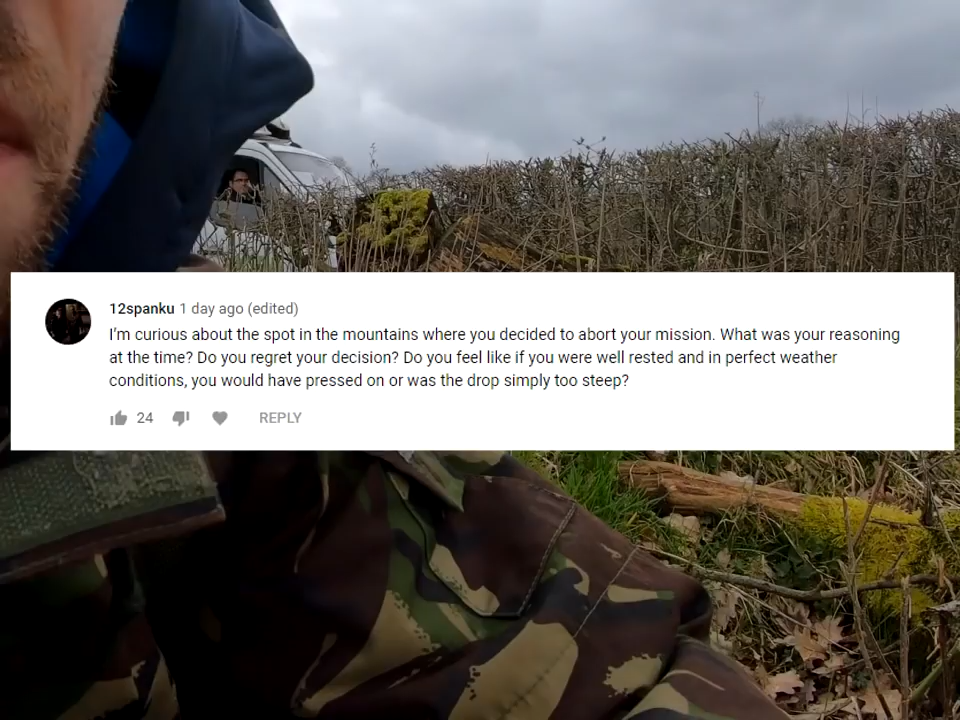 12spanku 1 day ago (edited)
I'm curious about the spot in the mountains where you decided to abort your mission. What was your reasoning
at the time? Do you regret your decision? Do you feel like if you were well rested and in perfect weather
conditions, you would have pressed on or was the drop simply too steep?
24 REPLY